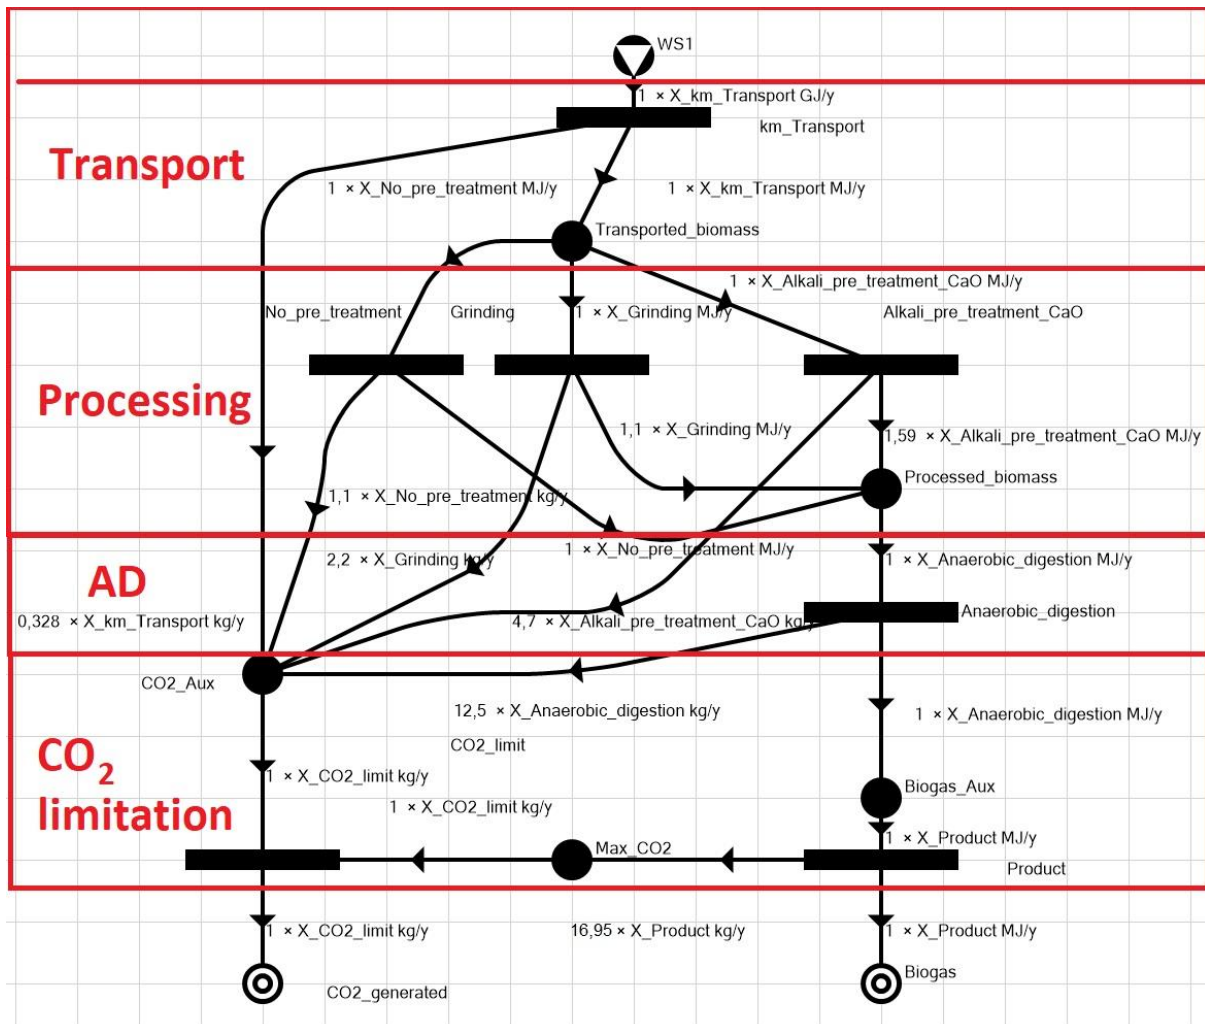 WS1
1 × X_km_Transport GJ/y
km_Transport
Transport
1 × X_No_pre_treatment MJ/y
1 × X_km_Transport MJ/y
Transported_biomass
1 × X_Alkali_pre_treatment_CaO MJ/y
No_pre_treatment
Grinding
1 × X_Grinding MJ/y
Alkali_pre_treatment_CaO
Processing
1,1 × X_Grinding MJ/y
1,59 × X_Alkali_pre_treatment_CaO MJ/y
Processed_biomass
1,1 × X_No_pre_treatment kg/y
1 × X_No_pre_treatment MJ/y
2,2 × X_Grinding kg/y
1 × X_Anaerobic_digestion MJ/y
AD
Anaerobic_digestion
0,328 × X_km_Transport kg/y
4,7 × X_Alkali_pre_treatment_CaO kg/y
CO2_Aux
12,5 × X_Anaerobic_digestion kg/y
1 × X_Anaerobic_digestion MJ/y
CO2_limit
CO₂
limitation
1 × X_CO2_limit kg/y
Biogas_Aux
1 × X_CO2_limit kg/y
1 × X_Product MJ/y
Max_CO2
Product
1 × X_CO2_limit kg/y
16,95 × X_Product kg/y
1 × X_Product MJ/y
Biogas
CO2_generated